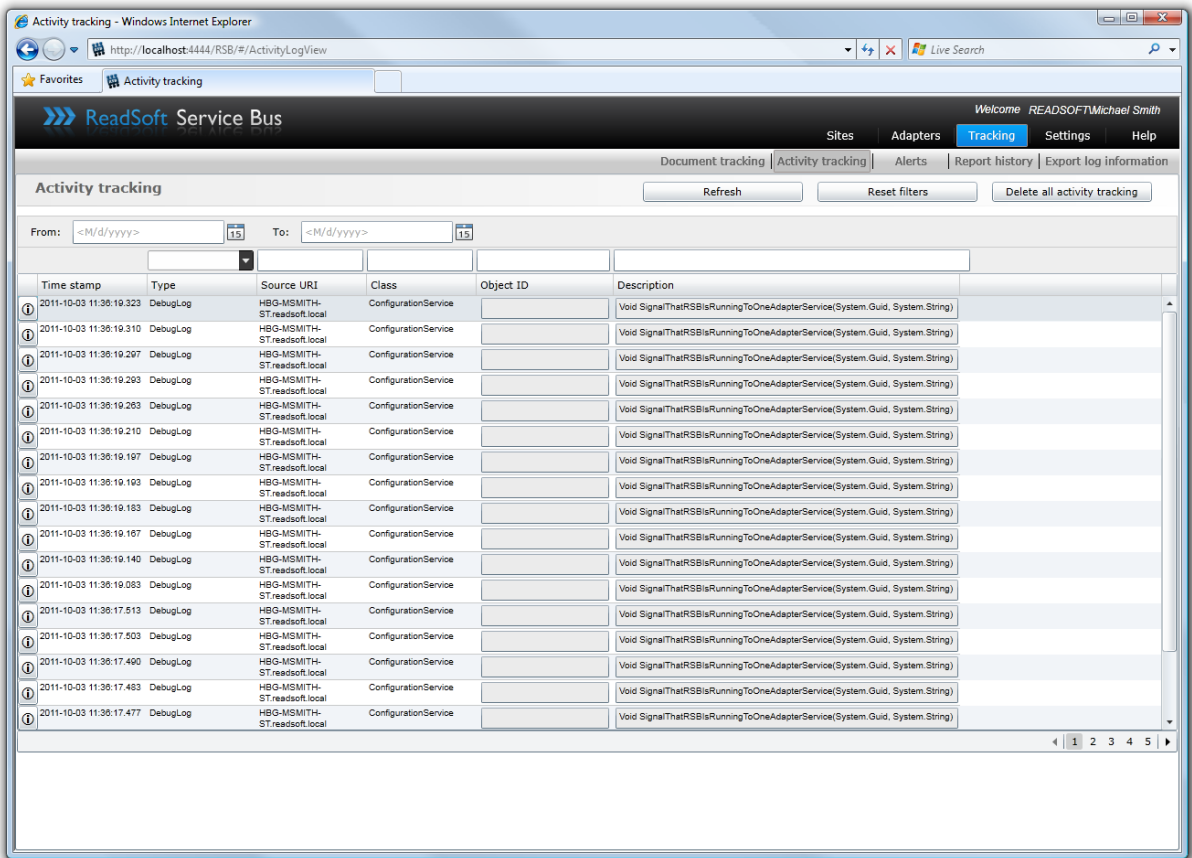 Activity tracking - Windows Internet Explorer
http://localhost:4444/RSB/#/ActivityLogView
Live Search
Favorites
Activity tracking
ReadSoft Service Bus
Welcome READSOFT\Michael Smith
Sites Adapters Tracking Settings Help
Document tracking Activity tracking Alerts Report history Export log information
Activity tracking
Refresh Reset filters Delete all activity tracking
From: <M/d/yyyy> 15 To: <M/d/yyyy> 15
Time stamp Type Source URI Class Object ID Description
2011-10-03 11:36:19.323 DebugLog HBG-MSMITH- ConfigurationService Void SignalThatRSBIsRunningToOneAdapterService(System.Guid, System.String)
ST.readsoft.local
2011-10-03 11:36:19.310 DebugLog HBG-MSMITH- ConfigurationService Void SignalThatRSBIsRunningToOneAdapterService(System.Guid, System.String)
ST.readsoft.local
2011-10-03 11:36:19.297 DebugLog HBG-MSMITH- ConfigurationService Void SignalThatRSBIsRunningToOneAdapterService(System.Guid, System.String)
ST.readsoft.local
2011-10-03 11:36:19.293 DebugLog HBG-MSMITH- ConfigurationService Void SignalThatRSBIsRunningToOneAdapterService(System.Guid, System.String)
ST.readsoft.local
2011-10-03 11:36:19.263 DebugLog HBG-MSMITH- ConfigurationService Void SignalThatRSBIsRunningToOneAdapterService(System.Guid, System.String)
ST.readsoft.local
2011-10-03 11:36:19.210 DebugLog HBG-MSMITH- ConfigurationService Void SignalThatRSBIsRunningToOneAdapterService(System.Guid, System.String)
ST.readsoft.local
2011-10-03 11:36:19.197 DebugLog HBG-MSMITH- ConfigurationService Void SignalThatRSBIsRunningToOneAdapterService(System.Guid, System.String)
ST.readsoft.local
2011-10-03 11:36:19.193 DebugLog HBG-MSMITH- ConfigurationService Void SignalThatRSBIsRunningToOneAdapterService(System.Guid, System.String)
ST.readsoft.local
2011-10-03 11:36:19.183 DebugLog HBG-MSMITH- ConfigurationService Void SignalThatRSBIsRunningToOneAdapterService(System.Guid, System.String)
ST.readsoft.local
2011-10-03 11:36:19.167 DebugLog HBG-MSMITH- ConfigurationService Void SignalThatRSBIsRunningToOneAdapterService(System.Guid, System.String)
ST.readsoft.local
2011-10-03 11:36:19.140 DebugLog HBG-MSMITH- ConfigurationService Void SignalThatRSBIsRunningToOneAdapterService(System.Guid, System.String)
ST.readsoft.local
2011-10-03 11:36:19.083 DebugLog HBG-MSMITH- ConfigurationService Void SignalThatRSBIsRunningToOneAdapterService(System.Guid, System.String)
ST.readsoft.local
2011-10-03 11:36:17.513 DebugLog HBG-MSMITH- ConfigurationService Void SignalThatRSBIsRunningToOneAdapterService(System.Guid, System.String)
ST.readsoft.local
2011-10-03 11:36:17.503 DebugLog HBG-MSMITH- ConfigurationService Void SignalThatRSBIsRunningToOneAdapterService(System.Guid, System.String)
ST.readsoft.local
2011-10-03 11:36:17.490 DebugLog HBG-MSMITH- ConfigurationService Void SignalThatRSBIsRunningToOneAdapterService(System.Guid, System.String)
ST.readsoft.local
2011-10-03 11:36:17.483 DebugLog HBG-MSMITH- ConfigurationService Void SignalThatRSBIsRunningToOneAdapterService(System.Guid, System.String)
ST.readsoft.local
2011-10-03 11:36:17.477 DebugLog HBG-MSMITH- ConfigurationService Void SignalThatRSBIsRunningToOneAdapterService(System.Guid, System.String)
ST.readsoft.local
1 2 3 4 5